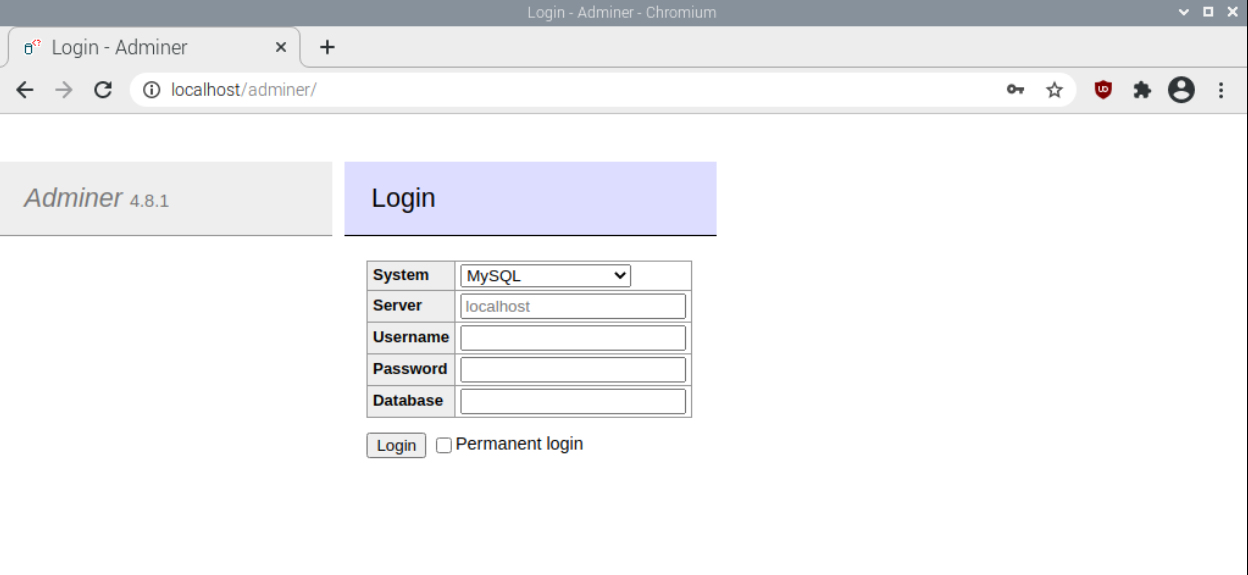 Login - Adminer - Chromium
Login - Adminer
localhost/adminer/
Adminer 4.8.1
Login
System MySQL
Server localhost
Username
Password
Database
Login Permanent login